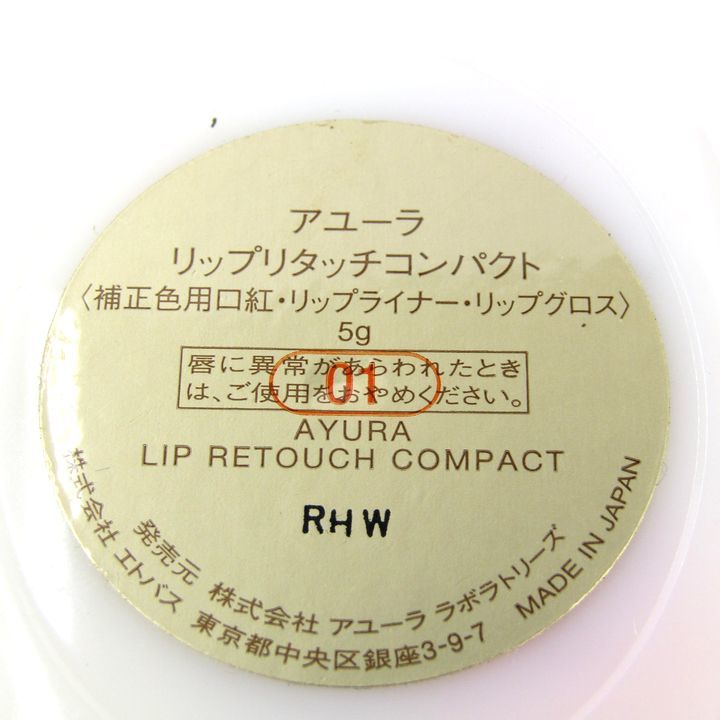 アユーラ
リップリタッチコンパクト
〈補正色用口紅・リップライナー・リップグロス〉
5g
唇に異常があらわれたとき
は、ご使用をおやめください。
01
AYURA
LIP RETOUCH COMPACT
RHW
発売元 株式会社 アユーラ ラボラトリーズ
株式会社 エトバス 東京都中央区銀座3-9-7 MADE IN JAPAN